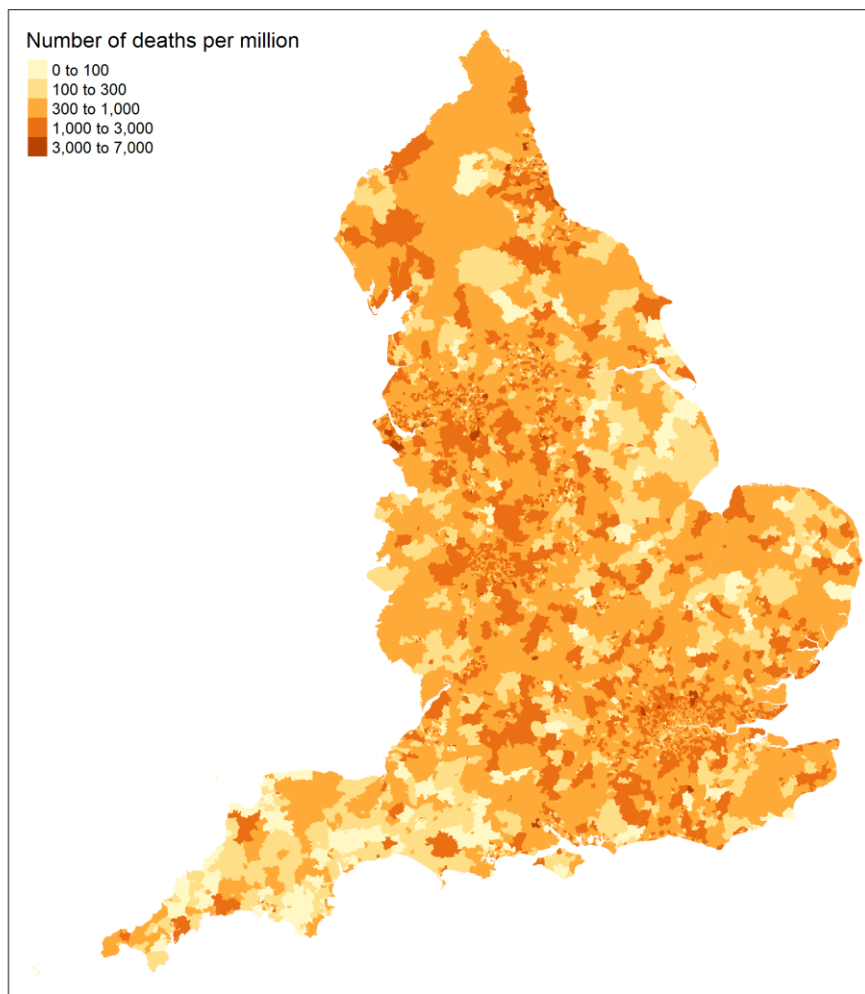 Number of deaths per million
0 to 100
100 to 300
300 to 1,000
1,000 to 3,000
3,000 to 7,000